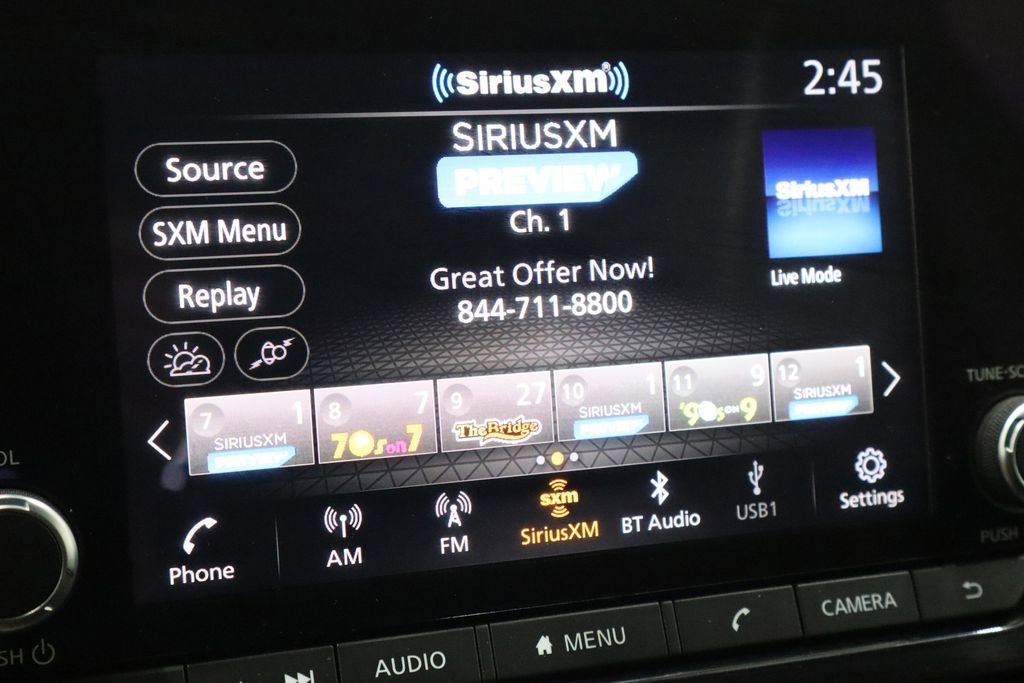 SiriusXM®
2:45
SIRIUSXM
PREVIEW
Ch. 1
Great Offer Now!
844-711-8800
Source
SXM Menu
Replay
SiriusXM
Live Mode
7 1
SIRIUSXM
PREVIEW
8 7
70s on 7
9 27
The Bridge
10 1
SIRIUSXM
PREVIEW
11 9
'90s ON 9
12 1
SIRIUSXM
PREVIEW
Phone
AM
FM
sxm
SiriusXM
BT Audio
USB1
Settings
OL
SH
TUNE-SC
PUSH
AUDIO
MENU
CAMERA